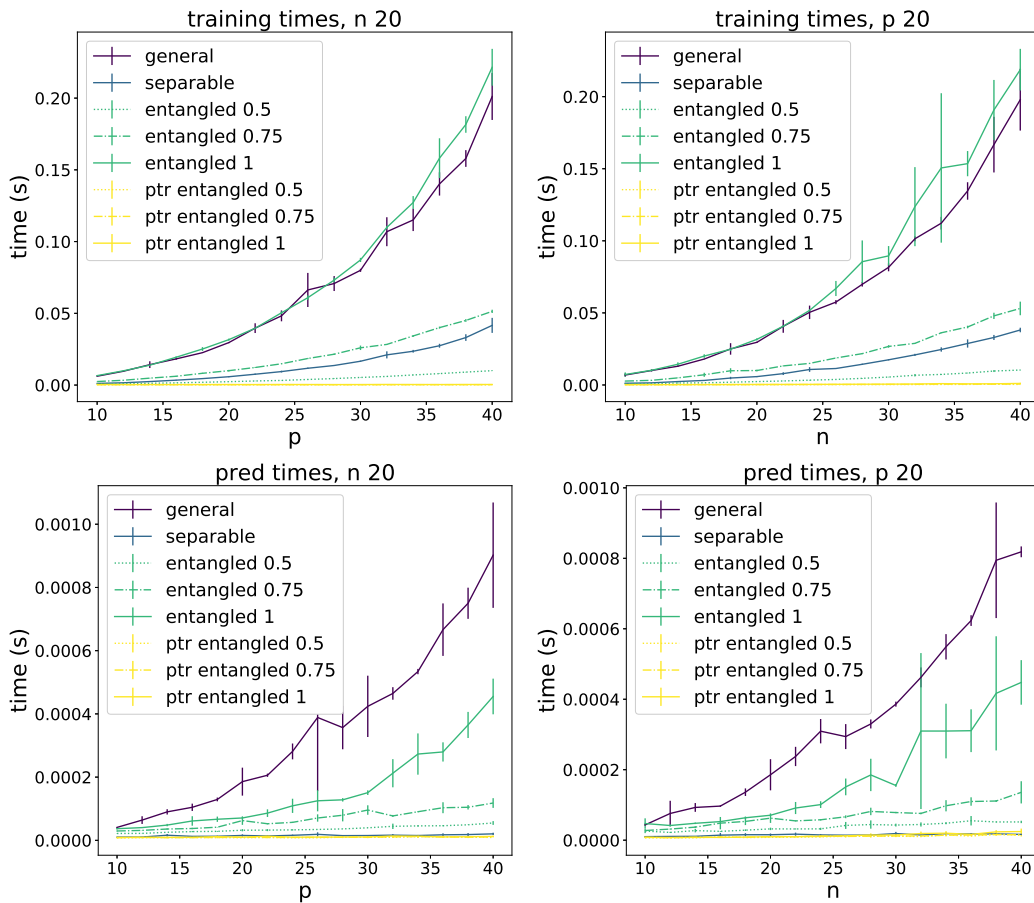 training times, n 20
time (s)
0.20
0.15
0.10
0.05
0.00
general
separable
entangled 0.5
entangled 0.75
entangled 1
ptr entangled 0.5
ptr entangled 0.75
ptr entangled 1
10 15 20 25 30 35 40
p
training times, p 20
time (s)
0.20
0.15
0.10
0.05
0.00
general
separable
entangled 0.5
entangled 0.75
entangled 1
ptr entangled 0.5
ptr entangled 0.75
ptr entangled 1
10 15 20 25 30 35 40
n
pred times, n 20
time (s)
0.0010
0.0008
0.0006
0.0004
0.0002
0.0000
general
separable
entangled 0.5
entangled 0.75
entangled 1
ptr entangled 0.5
ptr entangled 0.75
ptr entangled 1
10 15 20 25 30 35 40
p
pred times, p 20
time (s)
0.0010
0.0008
0.0006
0.0004
0.0002
0.0000
general
separable
entangled 0.5
entangled 0.75
entangled 1
ptr entangled 0.5
ptr entangled 0.75
ptr entangled 1
10 15 20 25 30 35 40
n